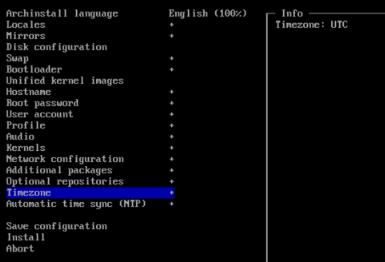 Archinstall language English (100%)
Locales +
Mirrors +
Disk configuration
Swap +
Bootloader +
Unified kernel images
Hostname +
Root password +
User account +
Profile +
Audio +
Kernels +
Network configuration +
Additional packages +
Optional repositories +
Timezone +
Automatic time sync (NTP) +
Save configuration
Install
Abort
Info
Timezone: UTC